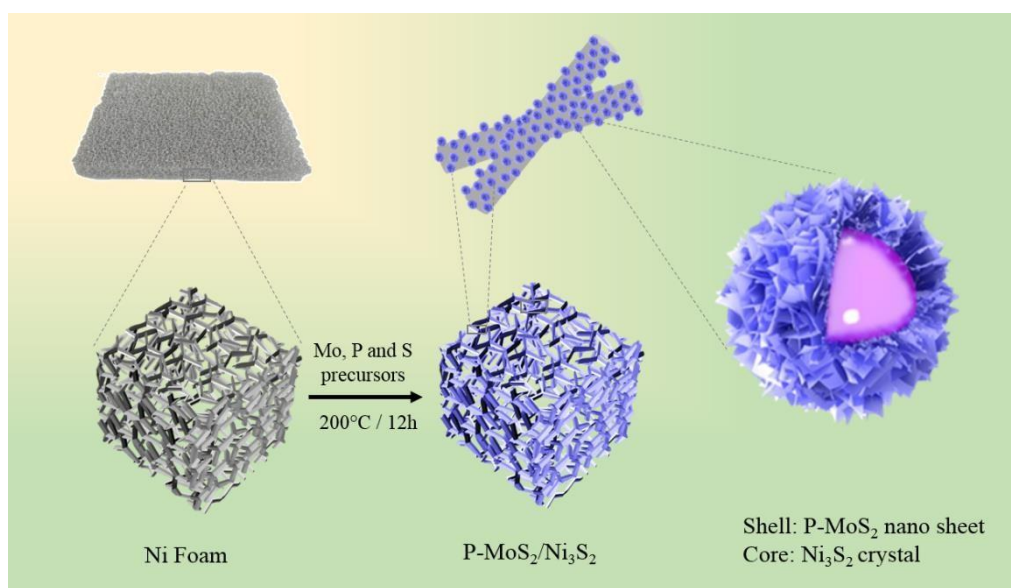 Mo, P and S
precursors
200°C / 12h
Ni Foam
P-MoS₂/Ni₃S₂
Shell: P-MoS₂ nano sheet
Core: Ni₃S₂ crystal